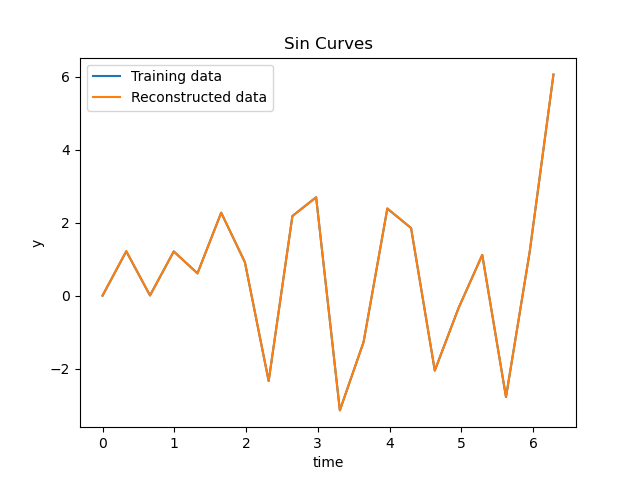 Sin Curves
Training data
Reconstructed data
6
4
2
0
−2
y
0 1 2 3 4 5 6
time